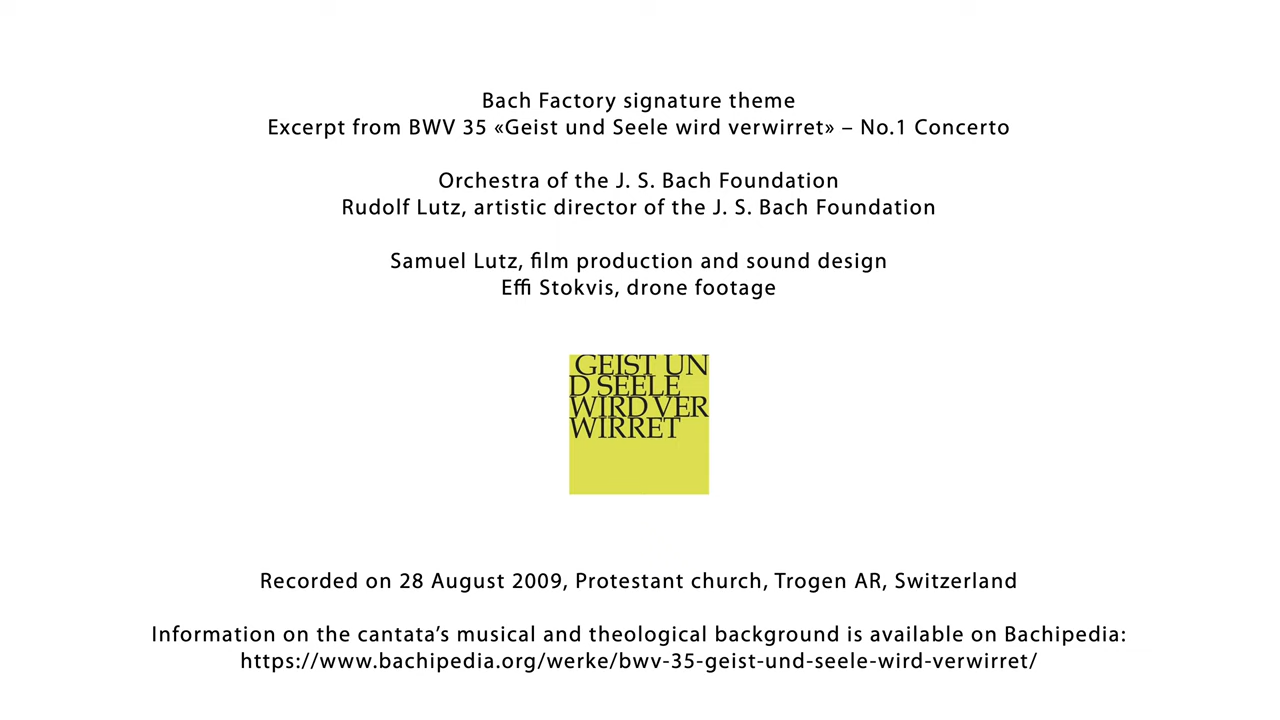 Bach Factory signature theme
Excerpt from BWV 35 «Geist und Seele wird verwirret» – No.1 Concerto
Orchestra of the J. S. Bach Foundation
Rudolf Lutz, artistic director of the J. S. Bach Foundation
Samuel Lutz, film production and sound design
Effi Stokvis, drone footage
GEIST UN
D SEELE
WIRD VER
WIRRET
Recorded on 28 August 2009, Protestant church, Trogen AR, Switzerland
Information on the cantata’s musical and theological background is available on Bachipedia:
https://www.bachipedia.org/werke/bwv-35-geist-und-seele-wird-verwirret/